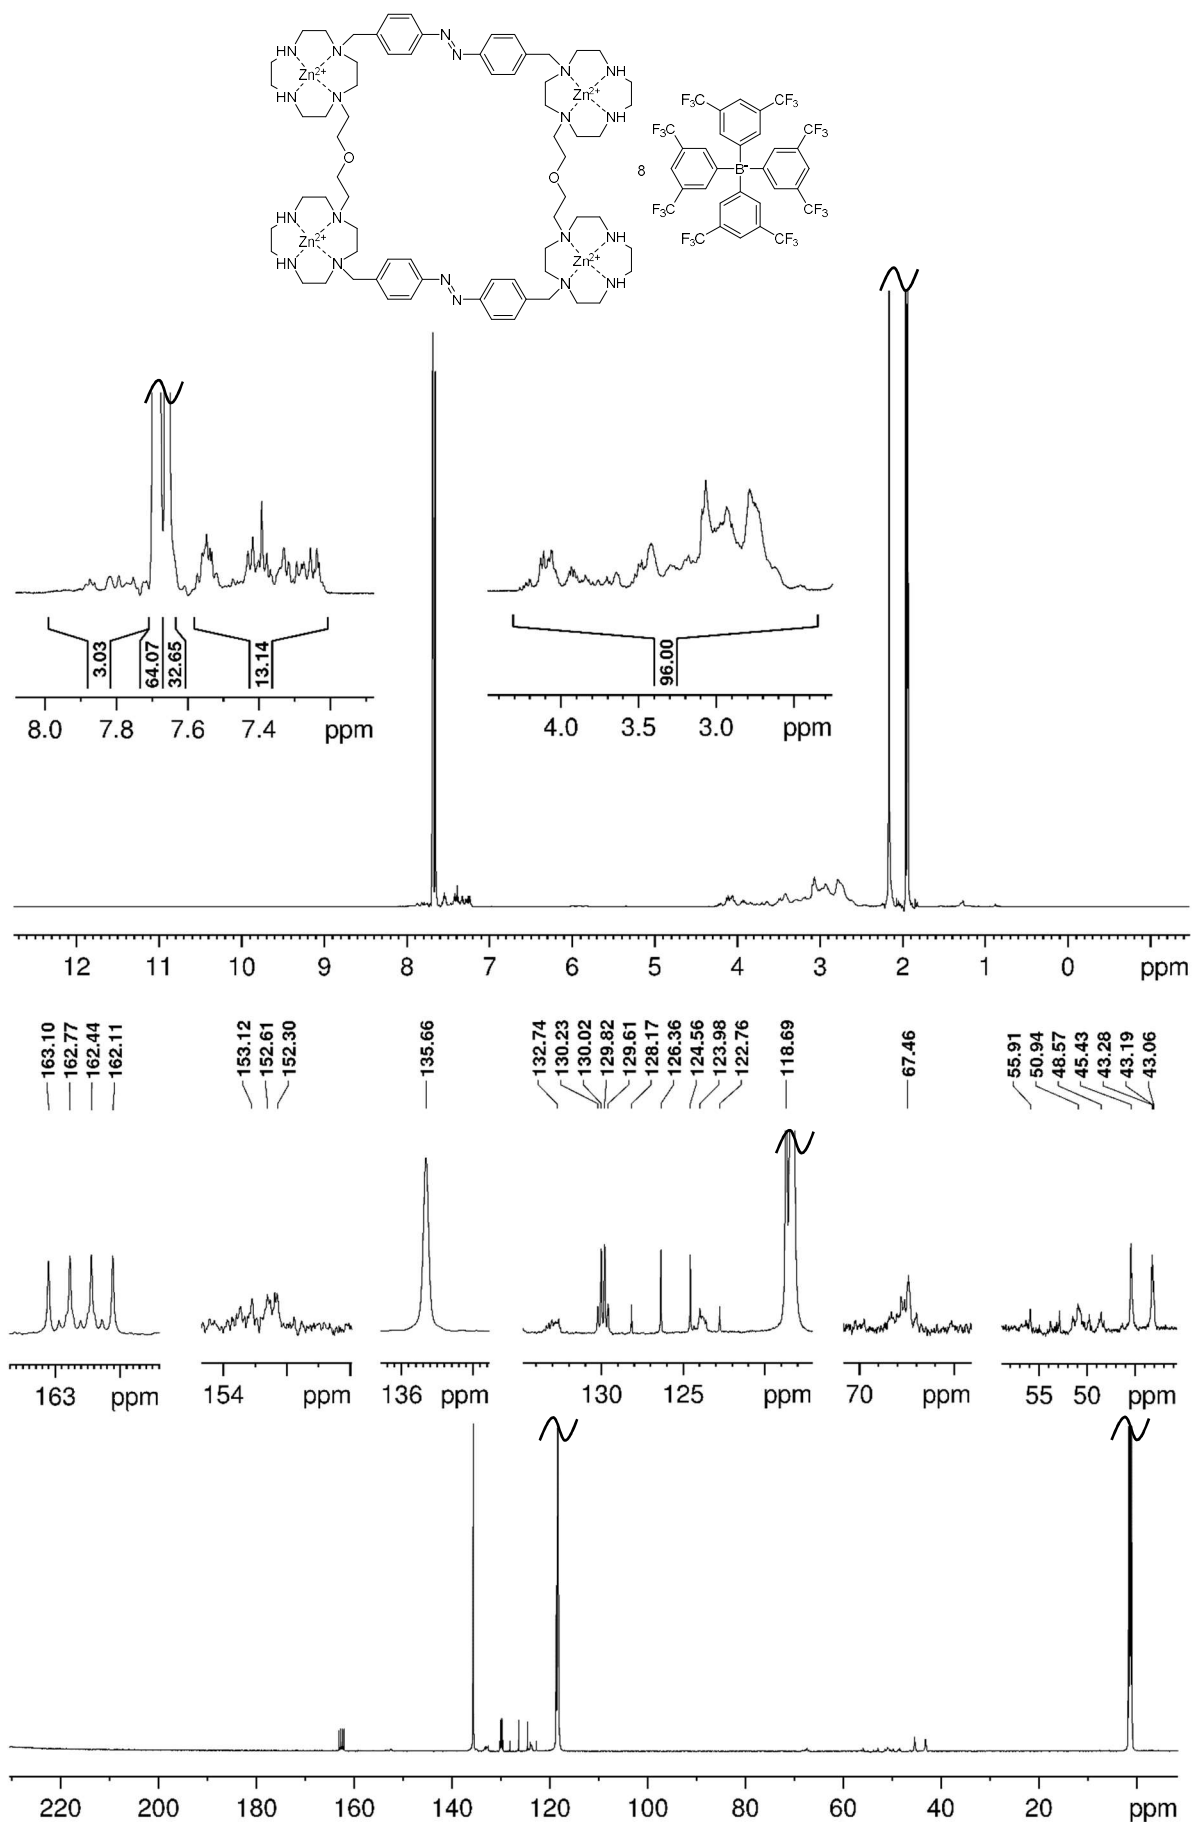 N N
HN N N NH
Zn2+ Zn2+
HN N N NH
O O
HN N N NH
Zn2+ Zn2+
HN N N NH
N N
8
F3C CF3
F3C CF3
B-
F3C CF3
F3C CF3
3.03 64.07 32.65 13.14
8.0 7.8 7.6 7.4 ppm
96.00
4.0 3.5 3.0 ppm
12 11 10 9 8 7 6 5 4 3 2 1 0 ppm
163.10 162.77 162.44 162.11
153.12 152.61 152.30
135.66
132.74 130.23 130.02 129.82 129.61 128.17 126.36 124.56 123.98 122.76
118.69
67.46
55.91 50.94 48.57 45.43 43.28 43.19 43.06
163 ppm
154 ppm
136 ppm
130 125 ppm
70 ppm
55 50 ppm
220 200 180 160 140 120 100 80 60 40 20 ppm